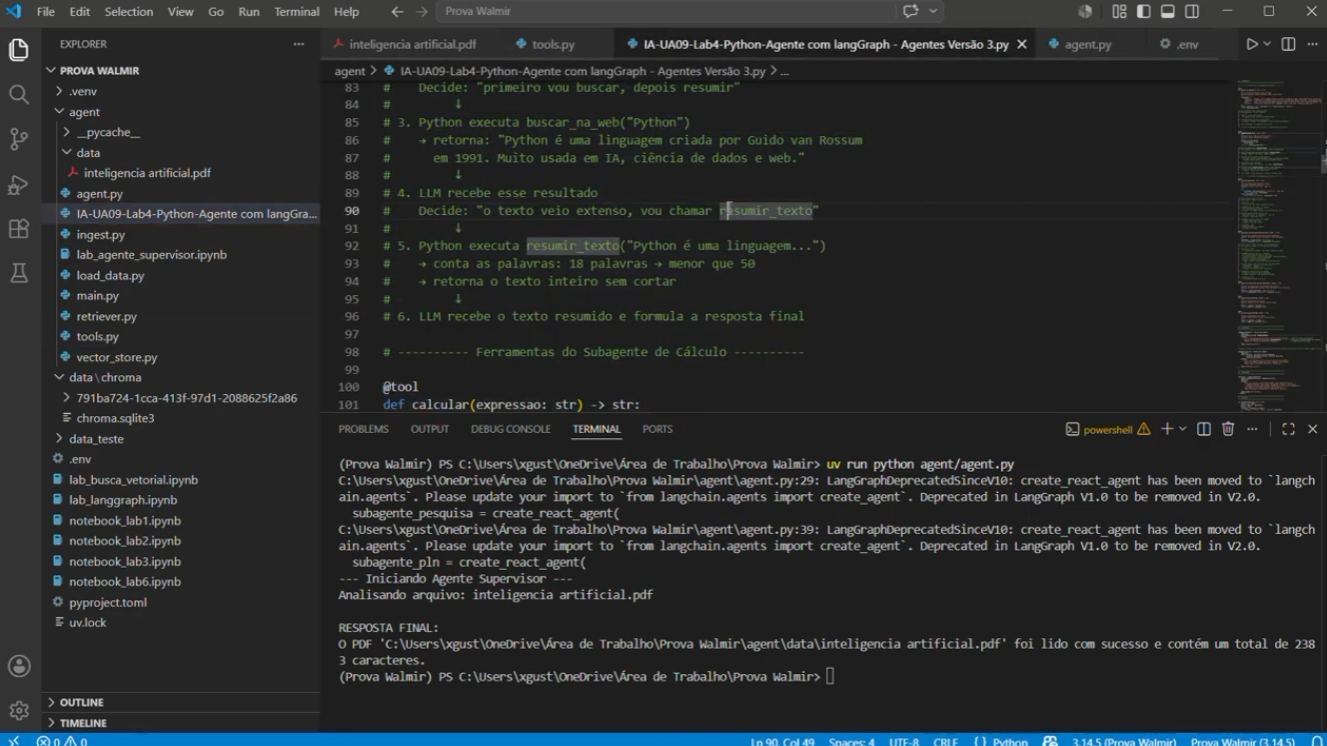 File Edit Selection View Go Run Terminal Help
Prova Walmir
EXPLORER
PROVA WALMIR
.venv
agent
__pycache__
data
inteligencia artificial.pdf
agent.py
IA-UA09-Lab4-Python-Agente com langGra...
ingest.py
lab_agente_supervisor.ipynb
load_data.py
main.py
retriever.py
tools.py
vector_store.py
data\chroma
791ba724-1cca-413f-97d1-2088625f2a86
chroma.sqlite3
data_teste
.env
lab_busca_vetorial.ipynb
lab_langgraph.ipynb
notebook_lab1.ipynb
notebook_lab2.ipynb
notebook_lab3.ipynb
notebook_lab6.ipynb
pyproject.toml
uv.lock
OUTLINE
TIMELINE
inteligencia artificial.pdf tools.py IA-UA09-Lab4-Python-Agente com langGraph - Agentes Versão 3.py agent.py .env
agent > IA-UA09-Lab4-Python-Agente com langGraph - Agentes Versão 3.py > ...
83 # Decide: "primeiro vou buscar, depois resumir"
84 # ↓
85 # 3. Python executa buscar_na_web("Python")
86 # → retorna: "Python é uma linguagem criada por Guido van Rossum
87 # em 1991. Muito usada em IA, ciência de dados e web."
88 # ↓
89 # 4. LLM recebe esse resultado
90 # Decide: "o texto veio extenso, vou chamar resumir_texto"
91 # ↓
92 # 5. Python executa resumir_texto("Python é uma linguagem...")
93 # → conta as palavras: 18 palavras → menor que 50
94 # → retorna o texto inteiro sem cortar
95 # ↓
96 # 6. LLM recebe o texto resumido e formula a resposta final
97
98 # ---------- Ferramentas do Subagente de Cálculo ----------
99
100 @tool
101 def calcular(expressao: str) -> str:
PROBLEMS OUTPUT DEBUG CONSOLE TERMINAL PORTS
powershell
(Prova Walmir) PS C:\Users\xgust\OneDrive\Área de Trabalho\Prova Walmir> uv run python agent/agent.py
C:\Users\xgust\OneDrive\Área de Trabalho\Prova Walmir\agent\agent.py:29: LangGraphDeprecatedSinceV10: create_react_agent has been moved to `langch
ain.agents`. Please update your import to `from langchain.agents import create_agent`. Deprecated in LangGraph V1.0 to be removed in V2.0.
subagente_pesquisa = create_react_agent(
C:\Users\xgust\OneDrive\Área de Trabalho\Prova Walmir\agent\agent.py:39: LangGraphDeprecatedSinceV10: create_react_agent has been moved to `langch
ain.agents`. Please update your import to `from langchain.agents import create_agent`. Deprecated in LangGraph V1.0 to be removed in V2.0.
subagente_pln = create_react_agent(
--- Iniciando Agente Supervisor ---
Analisando arquivo: inteligencia artificial.pdf
RESPOSTA FINAL:
O PDF 'C:\Users\xgust\OneDrive\Área de Trabalho\Prova Walmir\agent\data\inteligencia artificial.pdf' foi lido com sucesso e contém um total de 238
3 caracteres.
(Prova Walmir) PS C:\Users\xgust\OneDrive\Área de Trabalho\Prova Walmir>
0 0 Ln 90, Col 49 Spaces: 4 UTF-8 CRLF { } Python 3.14.5 (Prova Walmir) Prova Walmir (3.14.5)